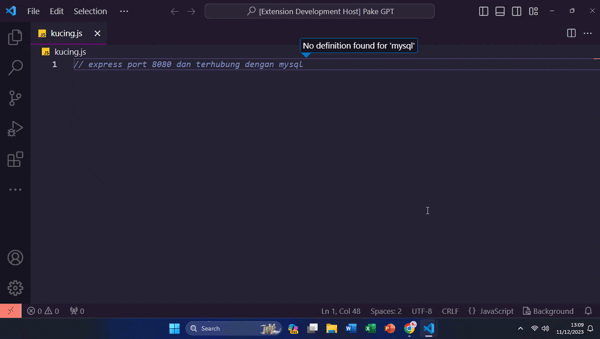 File Edit Selection ...
[Extension Development Host] Pake GPT
JS kucing.js ×
JS kucing.js
No definition found for 'mysql'
1 // express port 8080 dan terhubung dengan mysql
0 0 0
Ln 1, Col 48 Spaces: 2 UTF-8 CRLF {} JavaScript Background
Search
13:09
11/12/2023